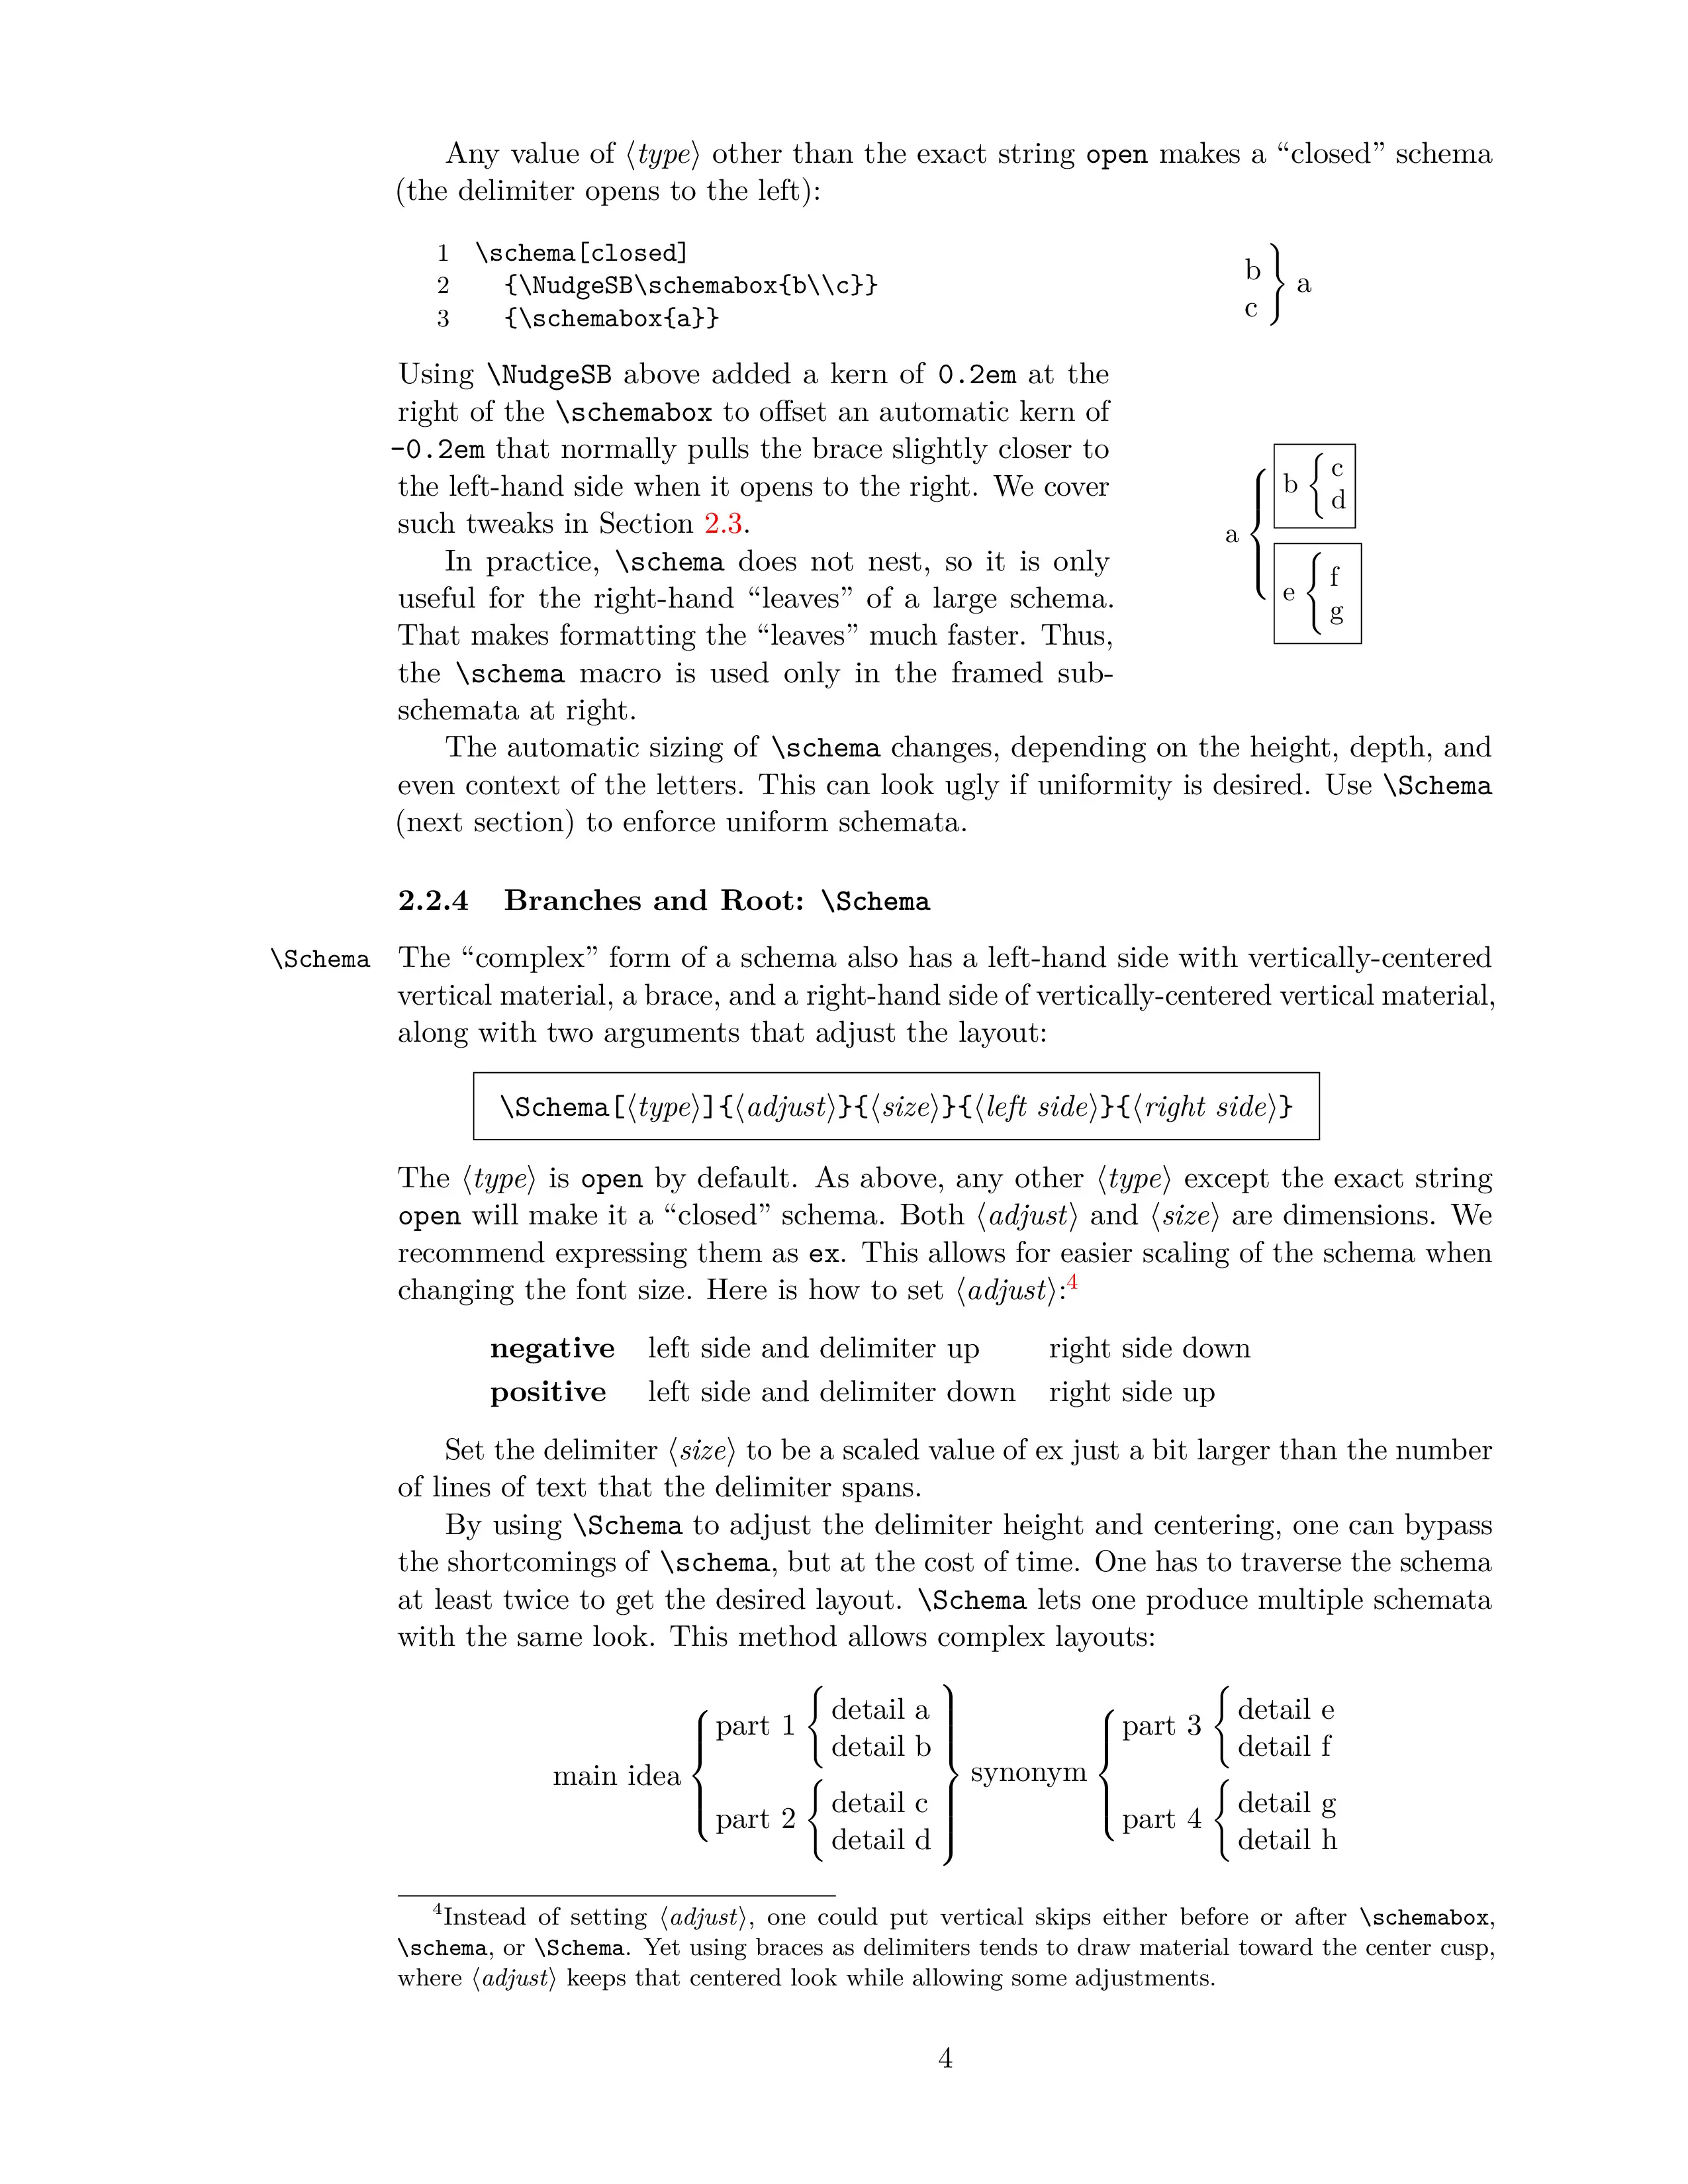 Any value of ⟨type⟩ other than the exact string open makes a “closed” schema
(the delimiter opens to the left):
1 \schema[closed]
2 {\NudgeSB\schemabox{b\\c}}
3 {\schemabox{a}}
b
c
a
Using \NudgeSB above added a kern of 0.2em at the
right of the \schemabox to offset an automatic kern of
-0.2em that normally pulls the brace slightly closer to
the left-hand side when it opens to the right. We cover
such tweaks in Section 2.3.
In practice, \schema does not nest, so it is only
useful for the right-hand “leaves” of a large schema.
That makes formatting the “leaves” much faster. Thus,
the \schema macro is used only in the framed sub-
schemata at right.
a
b
c
d
e
f
g
The automatic sizing of \schema changes, depending on the height, depth, and
even context of the letters. This can look ugly if uniformity is desired. Use \Schema
(next section) to enforce uniform schemata.
2.2.4 Branches and Root: \Schema
\Schema The “complex” form of a schema also has a left-hand side with vertically-centered
vertical material, a brace, and a right-hand side of vertically-centered vertical material,
along with two arguments that adjust the layout:
\Schema[⟨type⟩]{⟨adjust⟩}{⟨size⟩}{⟨left side⟩}{⟨right side⟩}
The ⟨type⟩ is open by default. As above, any other ⟨type⟩ except the exact string
open will make it a “closed” schema. Both ⟨adjust⟩ and ⟨size⟩ are dimensions. We
recommend expressing them as ex. This allows for easier scaling of the schema when
changing the font size. Here is how to set ⟨adjust⟩:4
negative left side and delimiter up right side down
positive left side and delimiter down right side up
Set the delimiter ⟨size⟩ to be a scaled value of ex just a bit larger than the number
of lines of text that the delimiter spans.
By using \Schema to adjust the delimiter height and centering, one can bypass
the shortcomings of \schema, but at the cost of time. One has to traverse the schema
at least twice to get the desired layout. \Schema lets one produce multiple schemata
with the same look. This method allows complex layouts:
main idea
part 1
detail a
detail b
part 2
detail c
detail d
synonym
part 3
detail e
detail f
part 4
detail g
detail h
4Instead of setting ⟨adjust⟩, one could put vertical skips either before or after \schemabox,
\schema, or \Schema. Yet using braces as delimiters tends to draw material toward the center cusp,
where ⟨adjust⟩ keeps that centered look while allowing some adjustments.
4